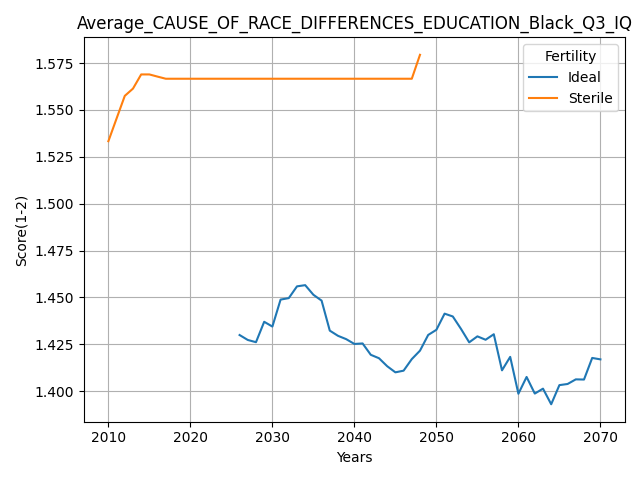 Average_CAUSE_OF_RACE_DIFFERENCES_EDUCATION_Black_Q3_IQ
Fertility
Ideal
Sterile
Score(1-2)
1.575
1.550
1.525
1.500
1.475
1.450
1.425
1.400
2010 2020 2030 2040 2050 2060 2070
Years